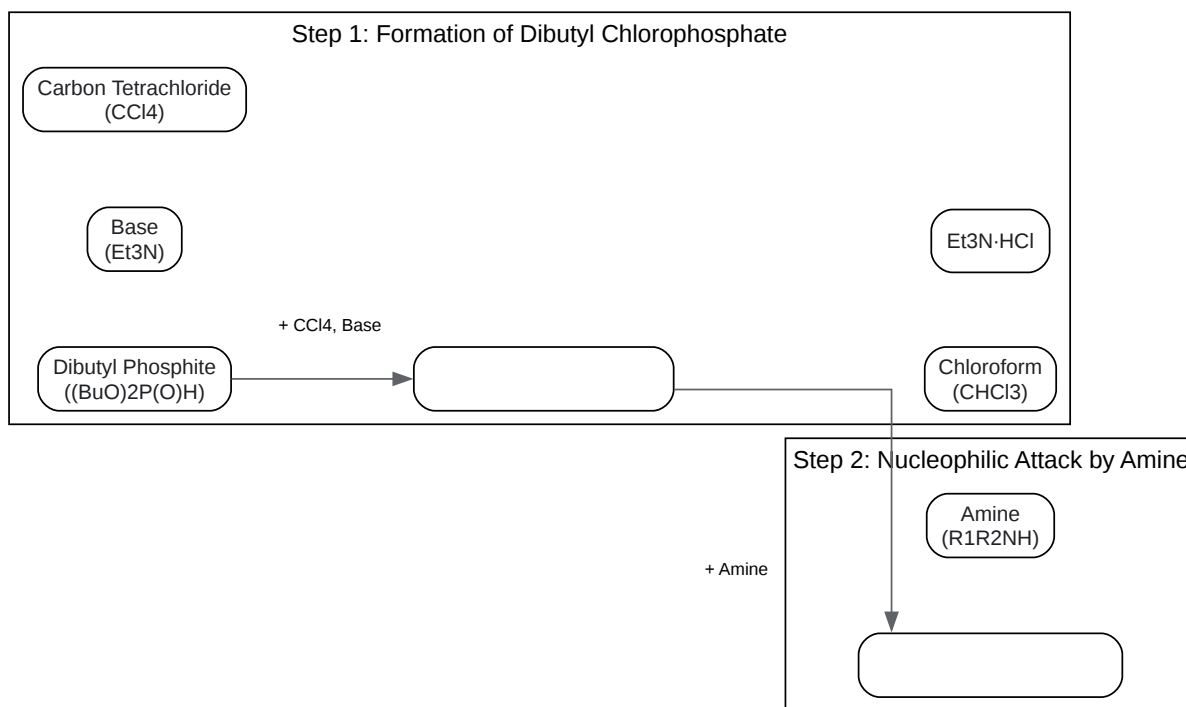 Step 1: Formation of Dibutyl Chlorophosphate
Carbon Tetrachloride
(CCl4)
Base
(Et3N)
Et3N·HCl
+ CCl4, Base
Dibutyl Phosphite
((BuO)2P(O)H)
Chloroform
(CHCl3)
Step 2: Nucleophilic Attack by Amine
Amine
(R1R2NH)
+ Amine